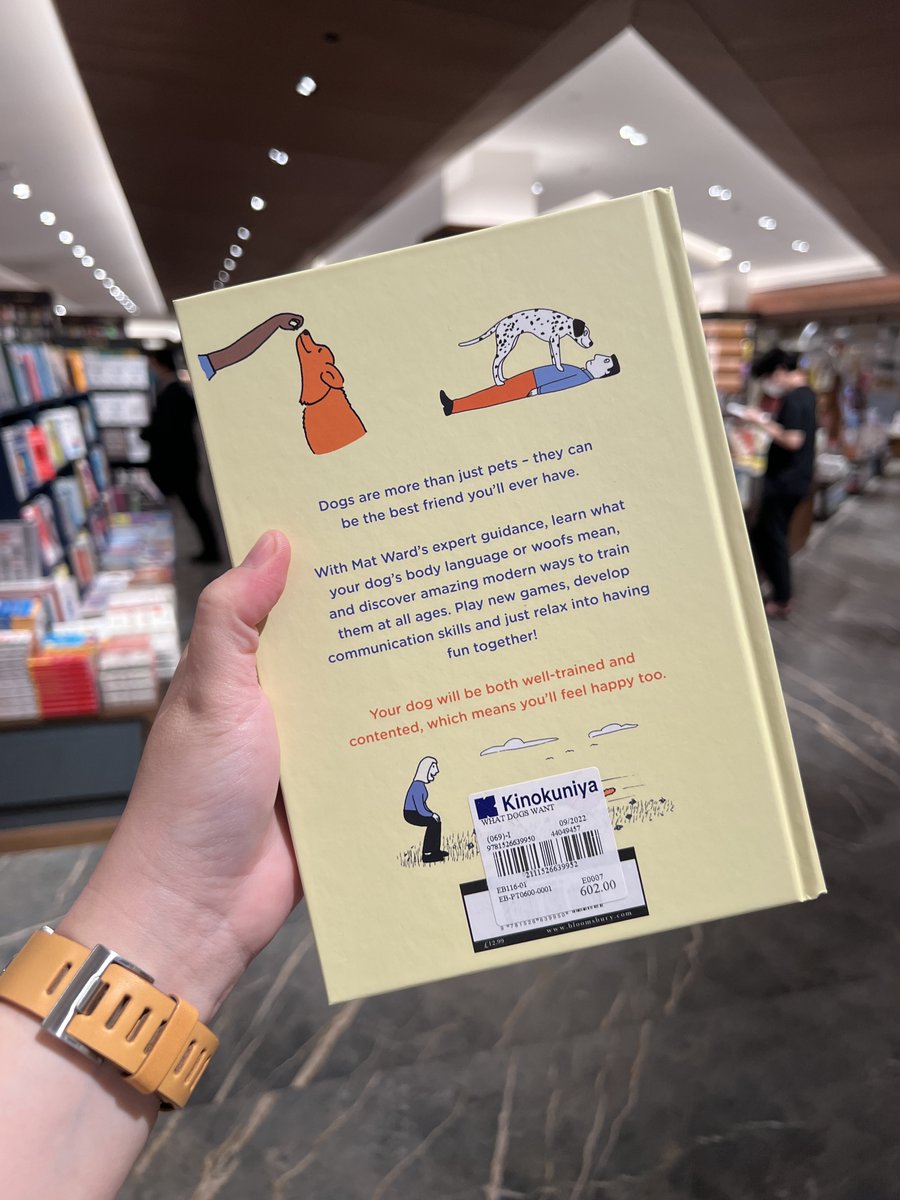 Dogs are more than just pets – they can
be the best friend you'll ever have.
With Mat Ward's expert guidance, learn what
your dog's body language or woofs mean,
and discover amazing modern ways to train
them at all ages. Play new games, develop
communication skills and just relax into having
fun together!
Your dog will be both well-trained and
contented, which means you'll feel happy too.
Kinokuniya
WHAT DOGS WANT
(069)-I 09/2022
9781526639950 44049457
2111526639952
EB116-01 E0007
EB-PT0600-0001 602.00
£12.99 www.bloomsbury.com